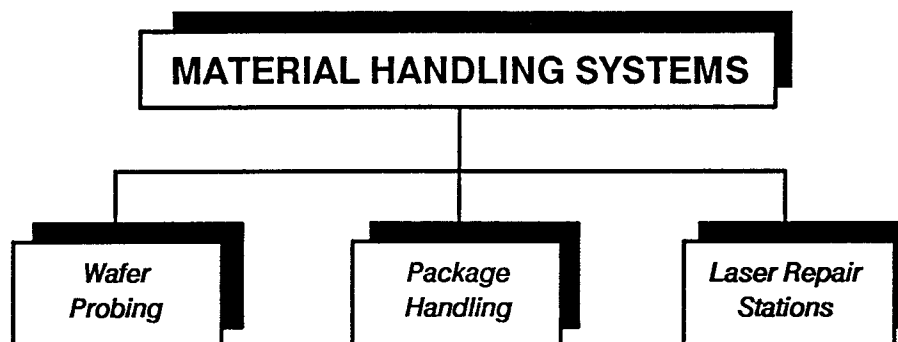 MATERIAL HANDLING SYSTEMS
Wafer
Probing
Package
Handling
Laser Repair
Stations